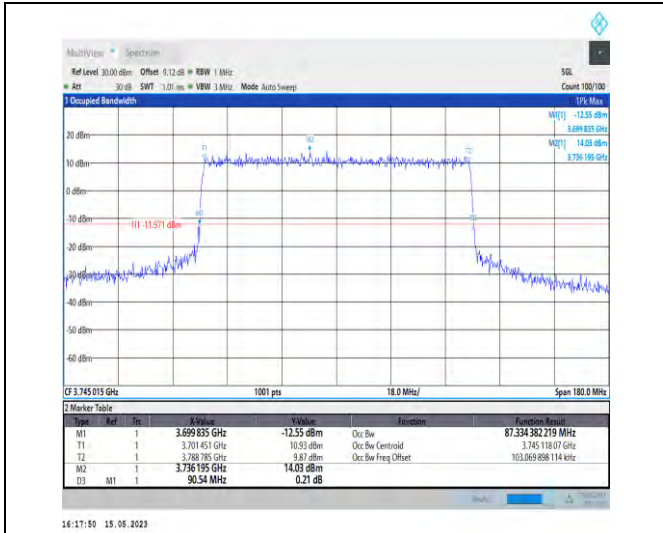 MultiView Spectrum
Ref Level 30.00 dBm Offset 9.12 dB RBW 1 MHz SGL
Att 30 dB SWT 1.01 ms VBW 3 MHz Mode Auto Sweep Count 100/100
1 Occupied Bandwidth 1Pk Max
M1[1] -12.55 dBm
3.699 835 GHz
M2[1] 14.03 dBm
3.736 195 GHz
20 dBm
M2
T1
10 dBm
0 dBm
-10 dBm
M1
H1 -11.971 dBm
-20 dBm
-30 dBm
-40 dBm
-50 dBm
-60 dBm
CF 3.745 015 GHz 1001 pts 18.0 MHz/ Span 180.0 MHz
2 Marker Table
Type Ref Trc X-Value Y-Value Function Function Result
M1 1 3.699 835 GHz -12.55 dBm Occ Bw 87.334 382 219 MHz
T1 1 3.701 451 GHz 10.93 dBm Occ Bw Centroid 3.745 118 07 GHz
T2 1 3.788 785 GHz 9.87 dBm Occ Bw Freq Offset 103.069 898 114 kHz
M2 1 3.736 195 GHz 14.03 dBm
D3 M1 1 90.54 MHz 0.21 dB
16:17:50 15.05.2023